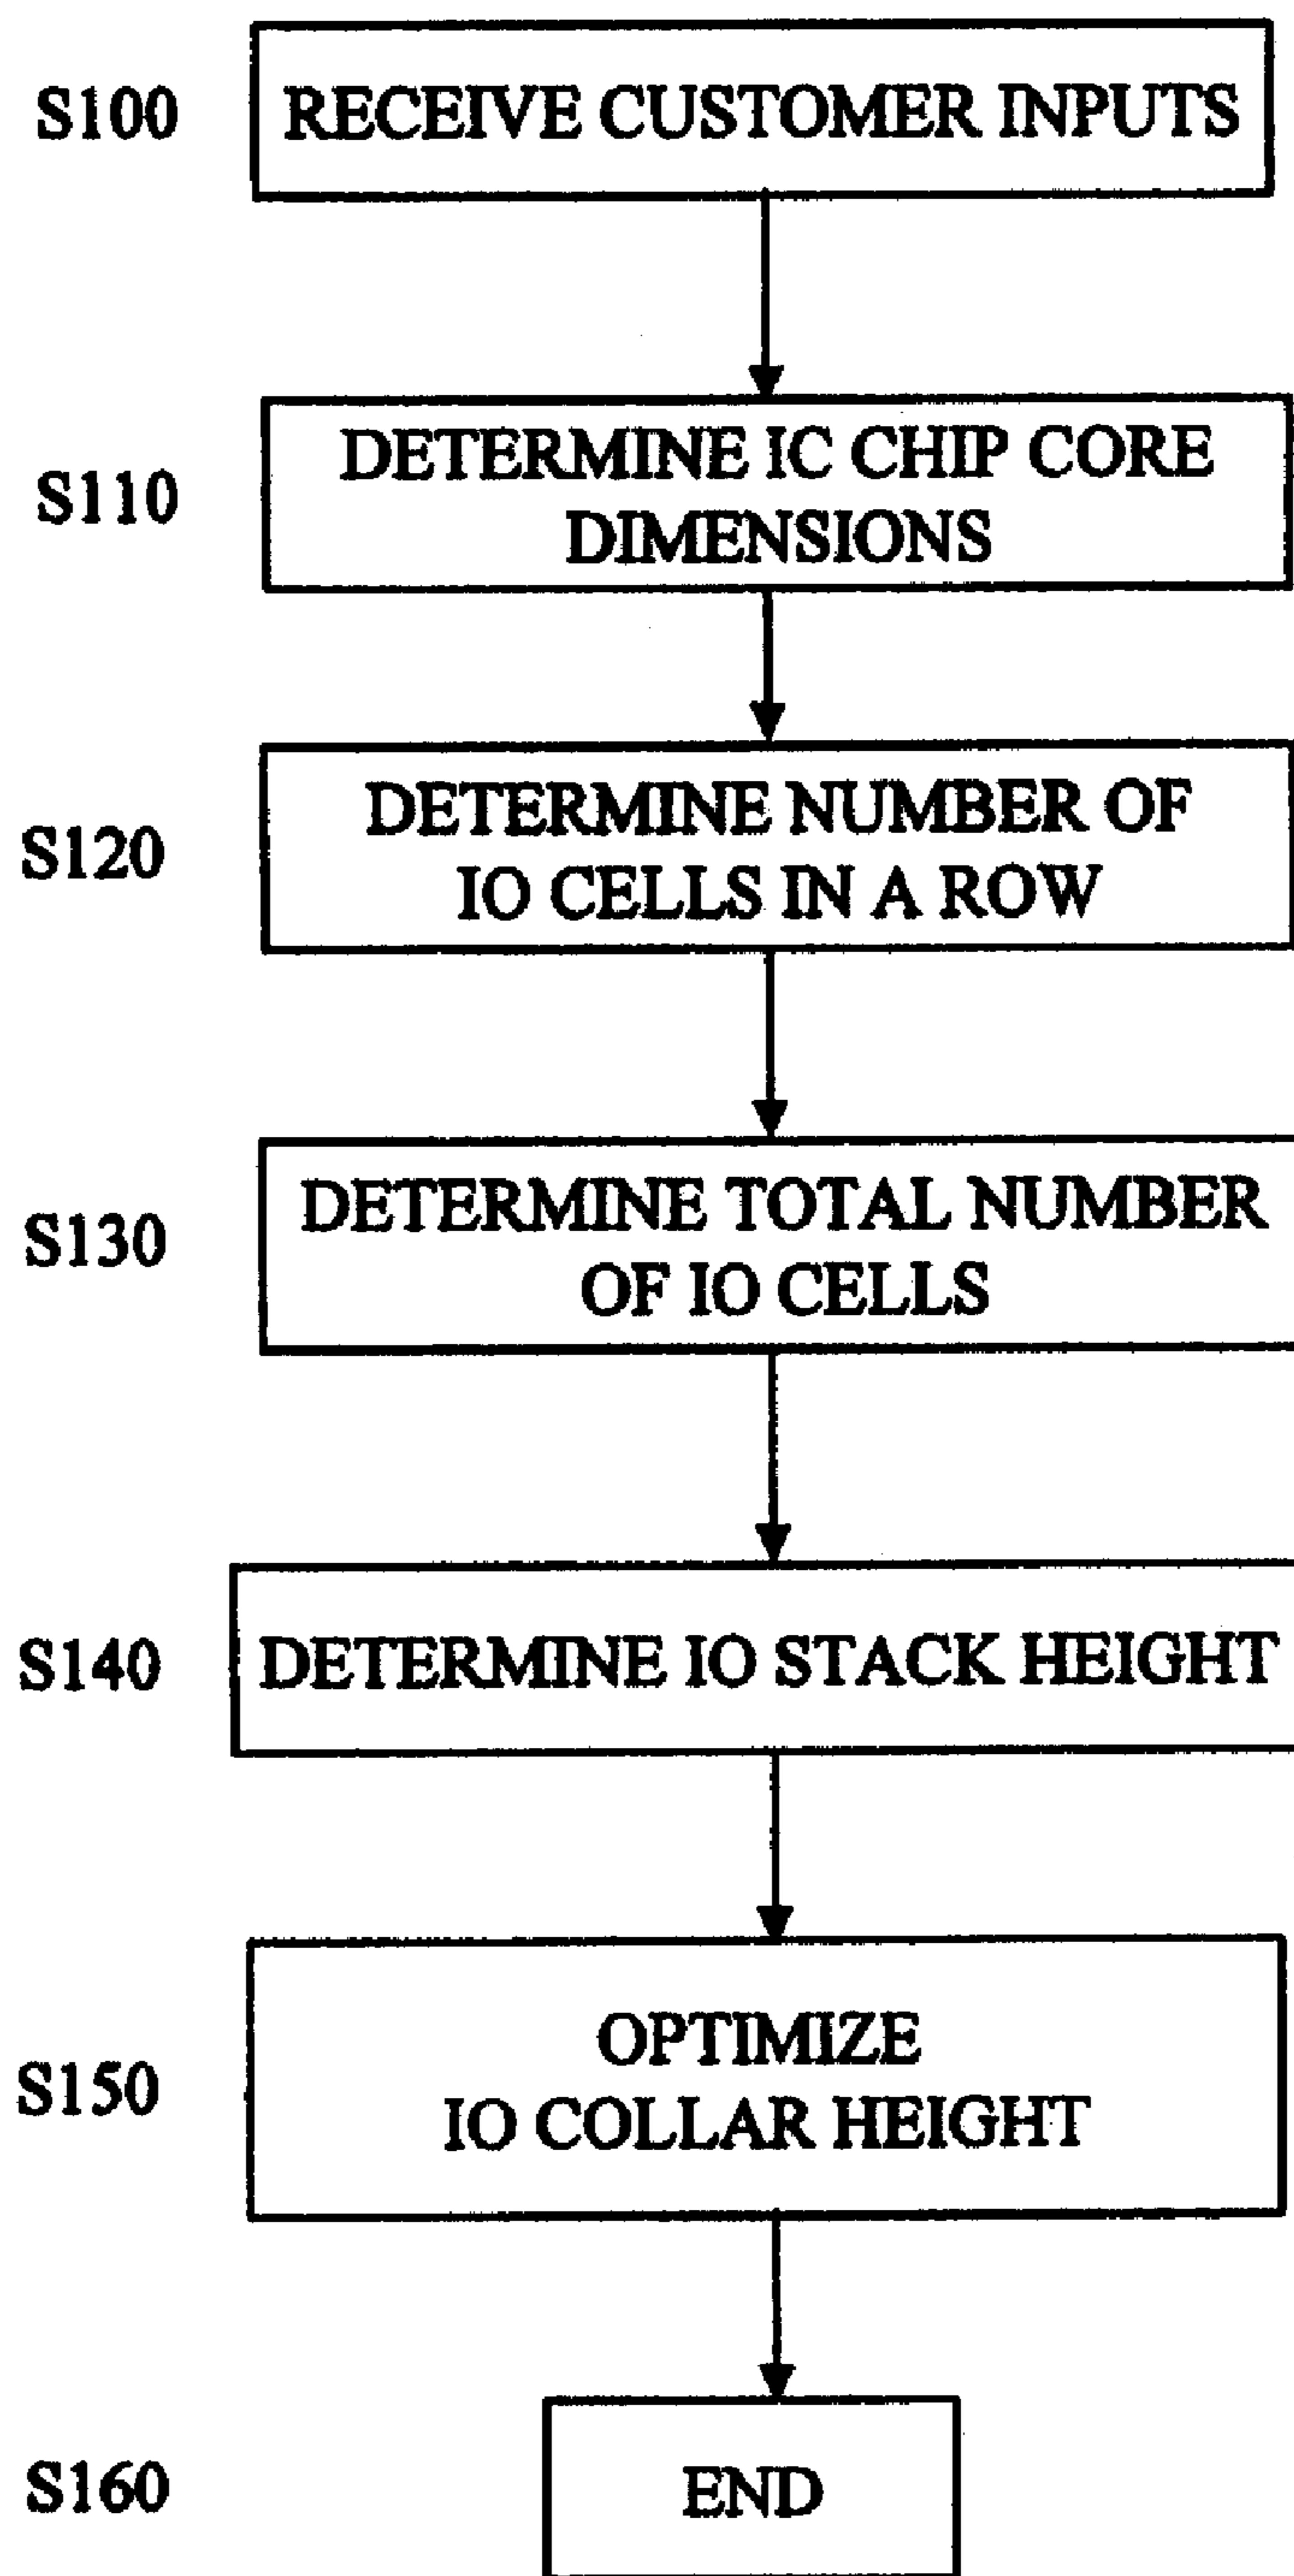 S100 RECEIVE CUSTOMER INPUTS
S110 DETERMINE IC CHIP CORE
DIMENSIONS
S120 DETERMINE NUMBER OF
IO CELLS IN A ROW
S130 DETERMINE TOTAL NUMBER
OF IO CELLS
S140 DETERMINE IO STACK HEIGHT
S150 OPTIMIZE
IO COLLAR HEIGHT
S160 END